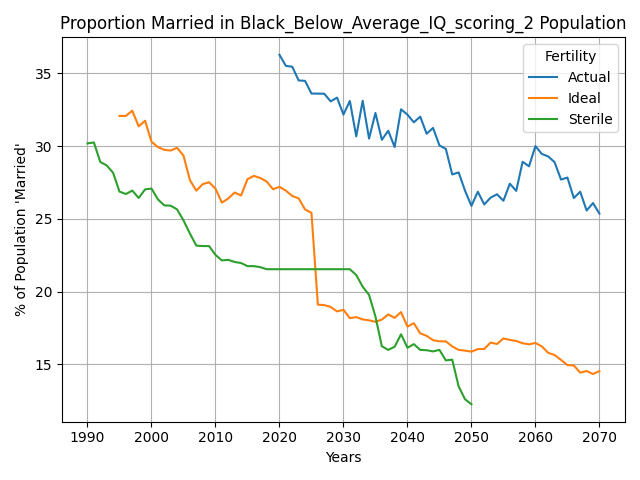 Proportion Married in Black_Below_Average_IQ_scoring_2 Population
Fertility
Actual
Ideal
Sterile
% of Population 'Married'
35
30
25
20
15
1990 2000 2010 2020 2030 2040 2050 2060 2070
Years